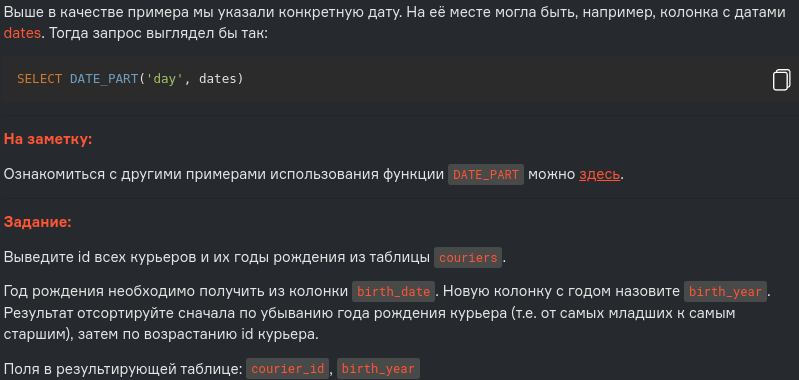 Выше в качестве примера мы указали конкретную дату. На её месте могла быть, например, колонка с датами
dates. Тогда запрос выглядел бы так:
SELECT DATE_PART('day', dates)
На заметку:
Ознакомиться с другими примерами использования функции DATE_PART можно здесь.
Задание:
Выведите id всех курьеров и их годы рождения из таблицы couriers.
Год рождения необходимо получить из колонки birth_date. Новую колонку с годом назовите birth_year.
Результат отсортируйте сначала по убыванию года рождения курьера (т.е. от самых младших к самым
старшим), затем по возрастанию id курьера.
Поля в результирующей таблице: courier_id, birth_year